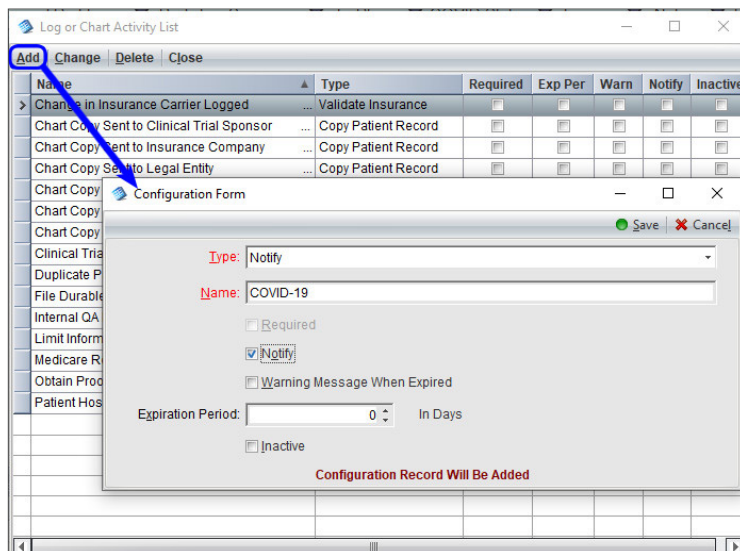 Log or Chart Activity List
Add Change Delete Close
Name Type Required Exp Per Warn Notify Inactive
Change in Insurance Carrier Logged ... Validate Insurance
Chart Copy Sent to Clinical Trial Sponsor ... Copy Patient Record
Chart Copy Sent to Insurance Company ... Copy Patient Record
Chart Copy Sent to Legal Entity ... Copy Patient Record
Chart Copy
Configuration Form
Chart Copy
Chart Copy
Save Cancel
Clinical Tria
Type: Notify
Duplicate P
File Durable
Name: COVID-19
Internal QA
Required
Limit Inform
Notify
Medicare R
Obtain Proo
Warning Message When Expired
Patient Hos
Expiration Period: 0 In Days
Inactive
Configuration Record Will Be Added